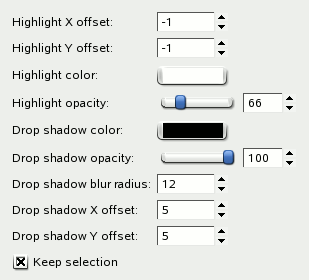 Highlight X offset: -1
Highlight Y offset: -1
Highlight color:
Highlight opacity: 66
Drop shadow color:
Drop shadow opacity: 100
Drop shadow blur radius: 12
Drop shadow X offset: 5
Drop shadow Y offset: 5
Keep selection